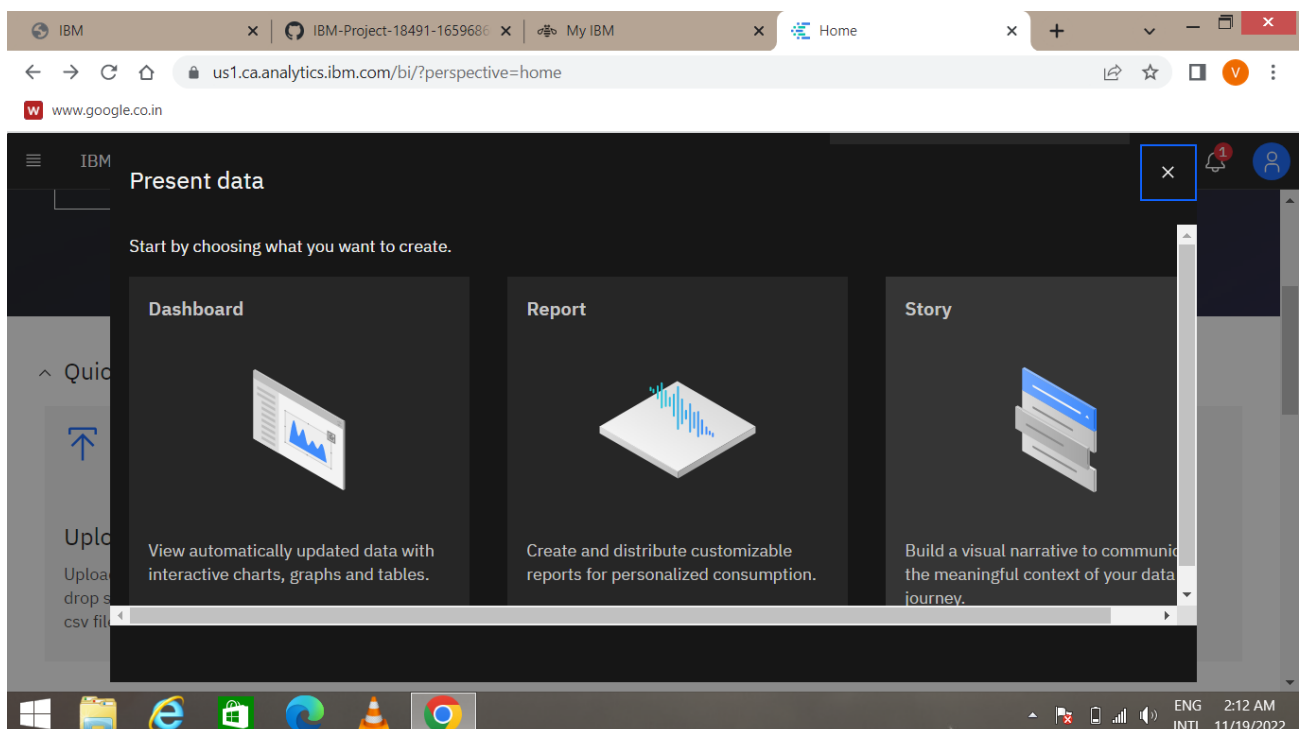 IBM
IBM-Project-18491-1659686
My IBM
Home
us1.ca.analytics.ibm.com/bi/?perspective=home
V
W www.google.co.in
IBM
1
Present data
Start by choosing what you want to create.
Dashboard
View automatically updated data with
interactive charts, graphs and tables.
Report
Create and distribute customizable
reports for personalized consumption.
Story
Build a visual narrative to communic
the meaningful context of your data
journey.
Quic
Uplo
Uploa
drop s
csv fil
ENG 2:12 AM
INTL 11/19/2022